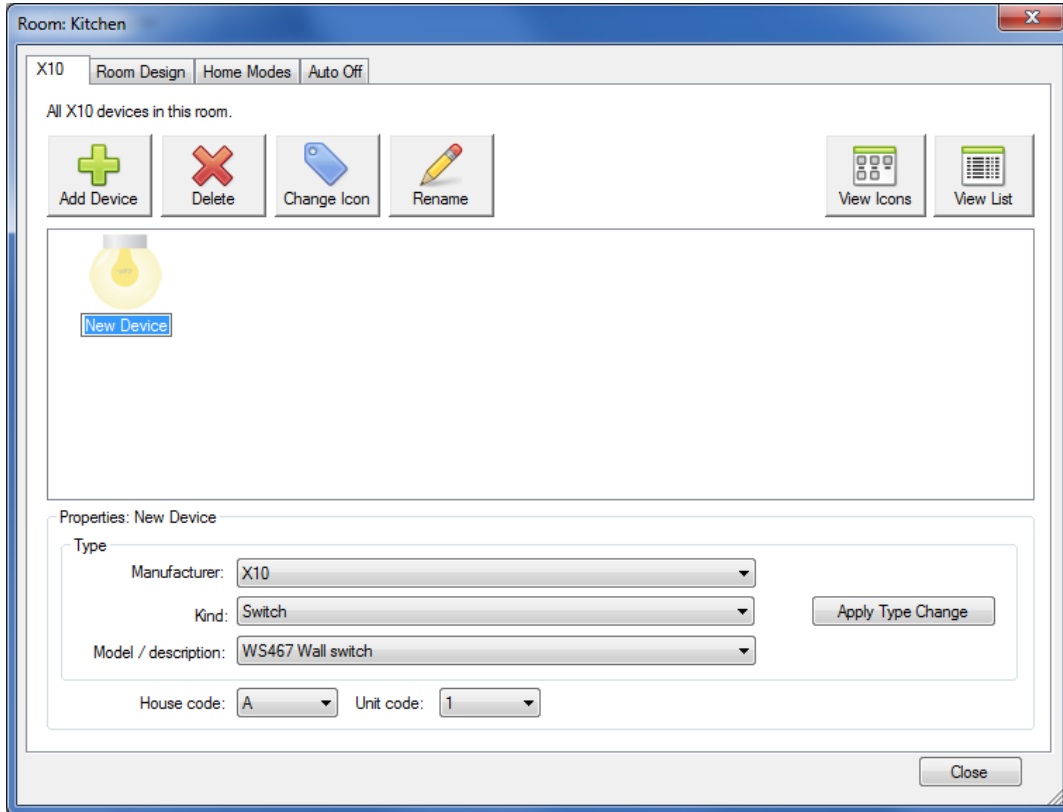 Room: Kitchen
X10 Room Design Home Modes Auto Off
All X10 devices in this room.
Add Device Delete Change Icon Rename View Icons View List
New Device
Properties: New Device
Type
Manufacturer: X10
Kind: Switch Apply Type Change
Model / description: WS467 Wall switch
House code: A Unit code: 1
Close